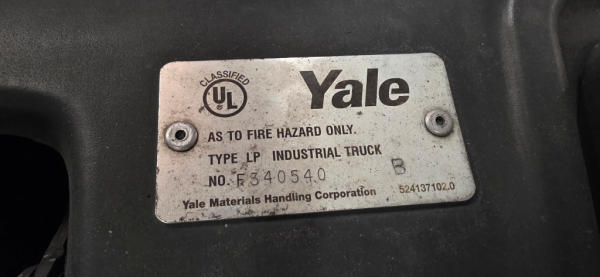 CLASSIFIED
UL
Yale
AS TO FIRE HAZARD ONLY.
TYPE LP INDUSTRIAL TRUCK
NO. F340540 B
Yale Materials Handling Corporation 524137102.0